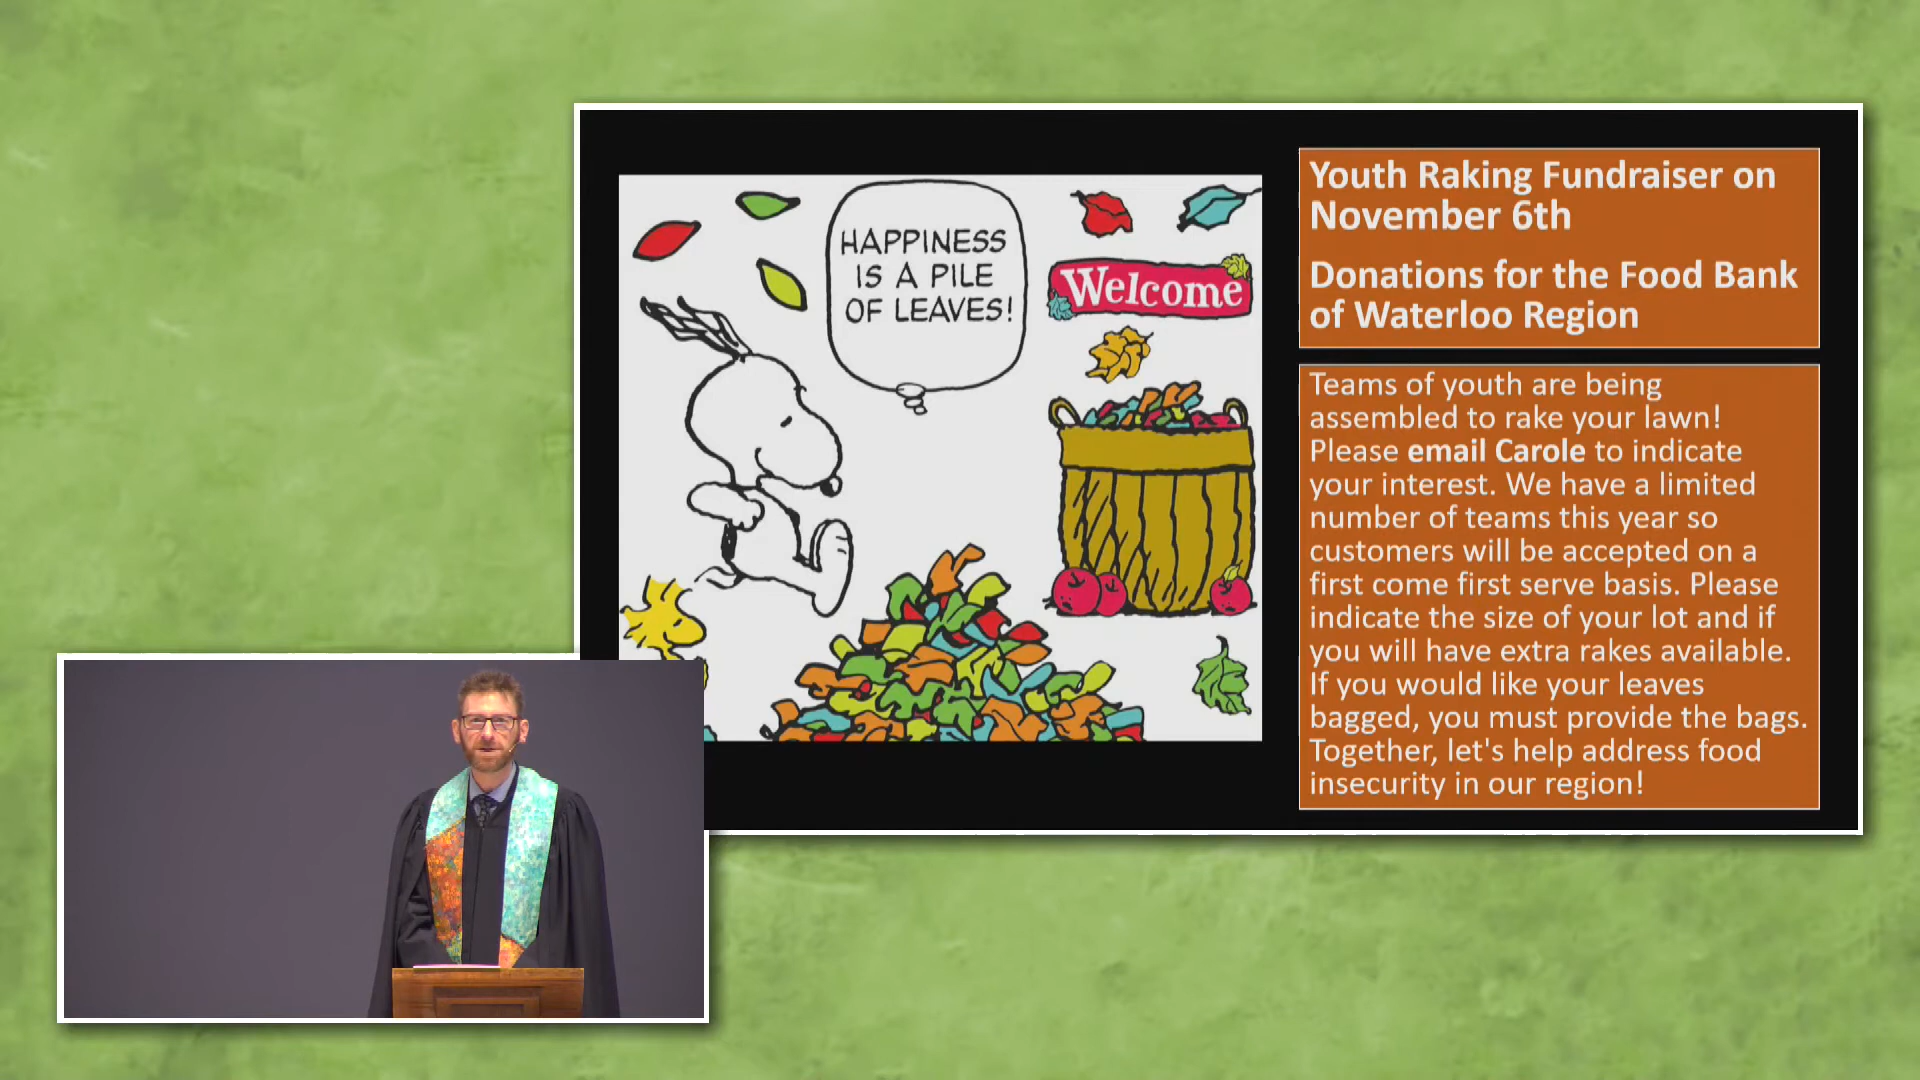 HAPPINESS
IS A PILE
OF LEAVES!
Welcome
Youth Raking Fundraiser on
November 6th
Donations for the Food Bank
of Waterloo Region
Teams of youth are being
assembled to rake your lawn!
Please email Carole to indicate
your interest. We have a limited
number of teams this year so
customers will be accepted on a
first come first serve basis. Please
indicate the size of your lot and if
you will have extra rakes available.
If you would like your leaves
bagged, you must provide the bags.
Together, let's help address food
insecurity in our region!